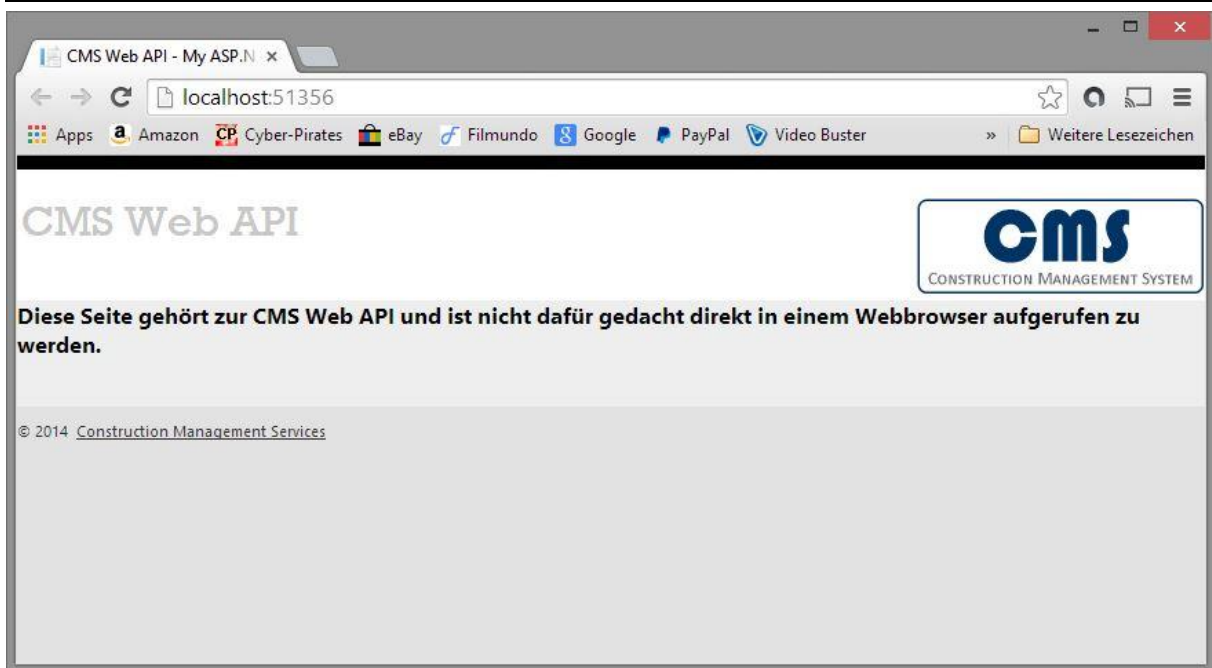 CMS Web API - My ASP.N
localhost:51356
Apps Amazon Cyber-Pirates eBay Filmundo Google PayPal Video Buster » Weitere Lesezeichen
CMS Web API
cms
CONSTRUCTION MANAGEMENT SYSTEM
Diese Seite gehört zur CMS Web API und ist nicht dafür gedacht direkt in einem Webbrowser aufgerufen zu
werden.
© 2014 Construction Management Services